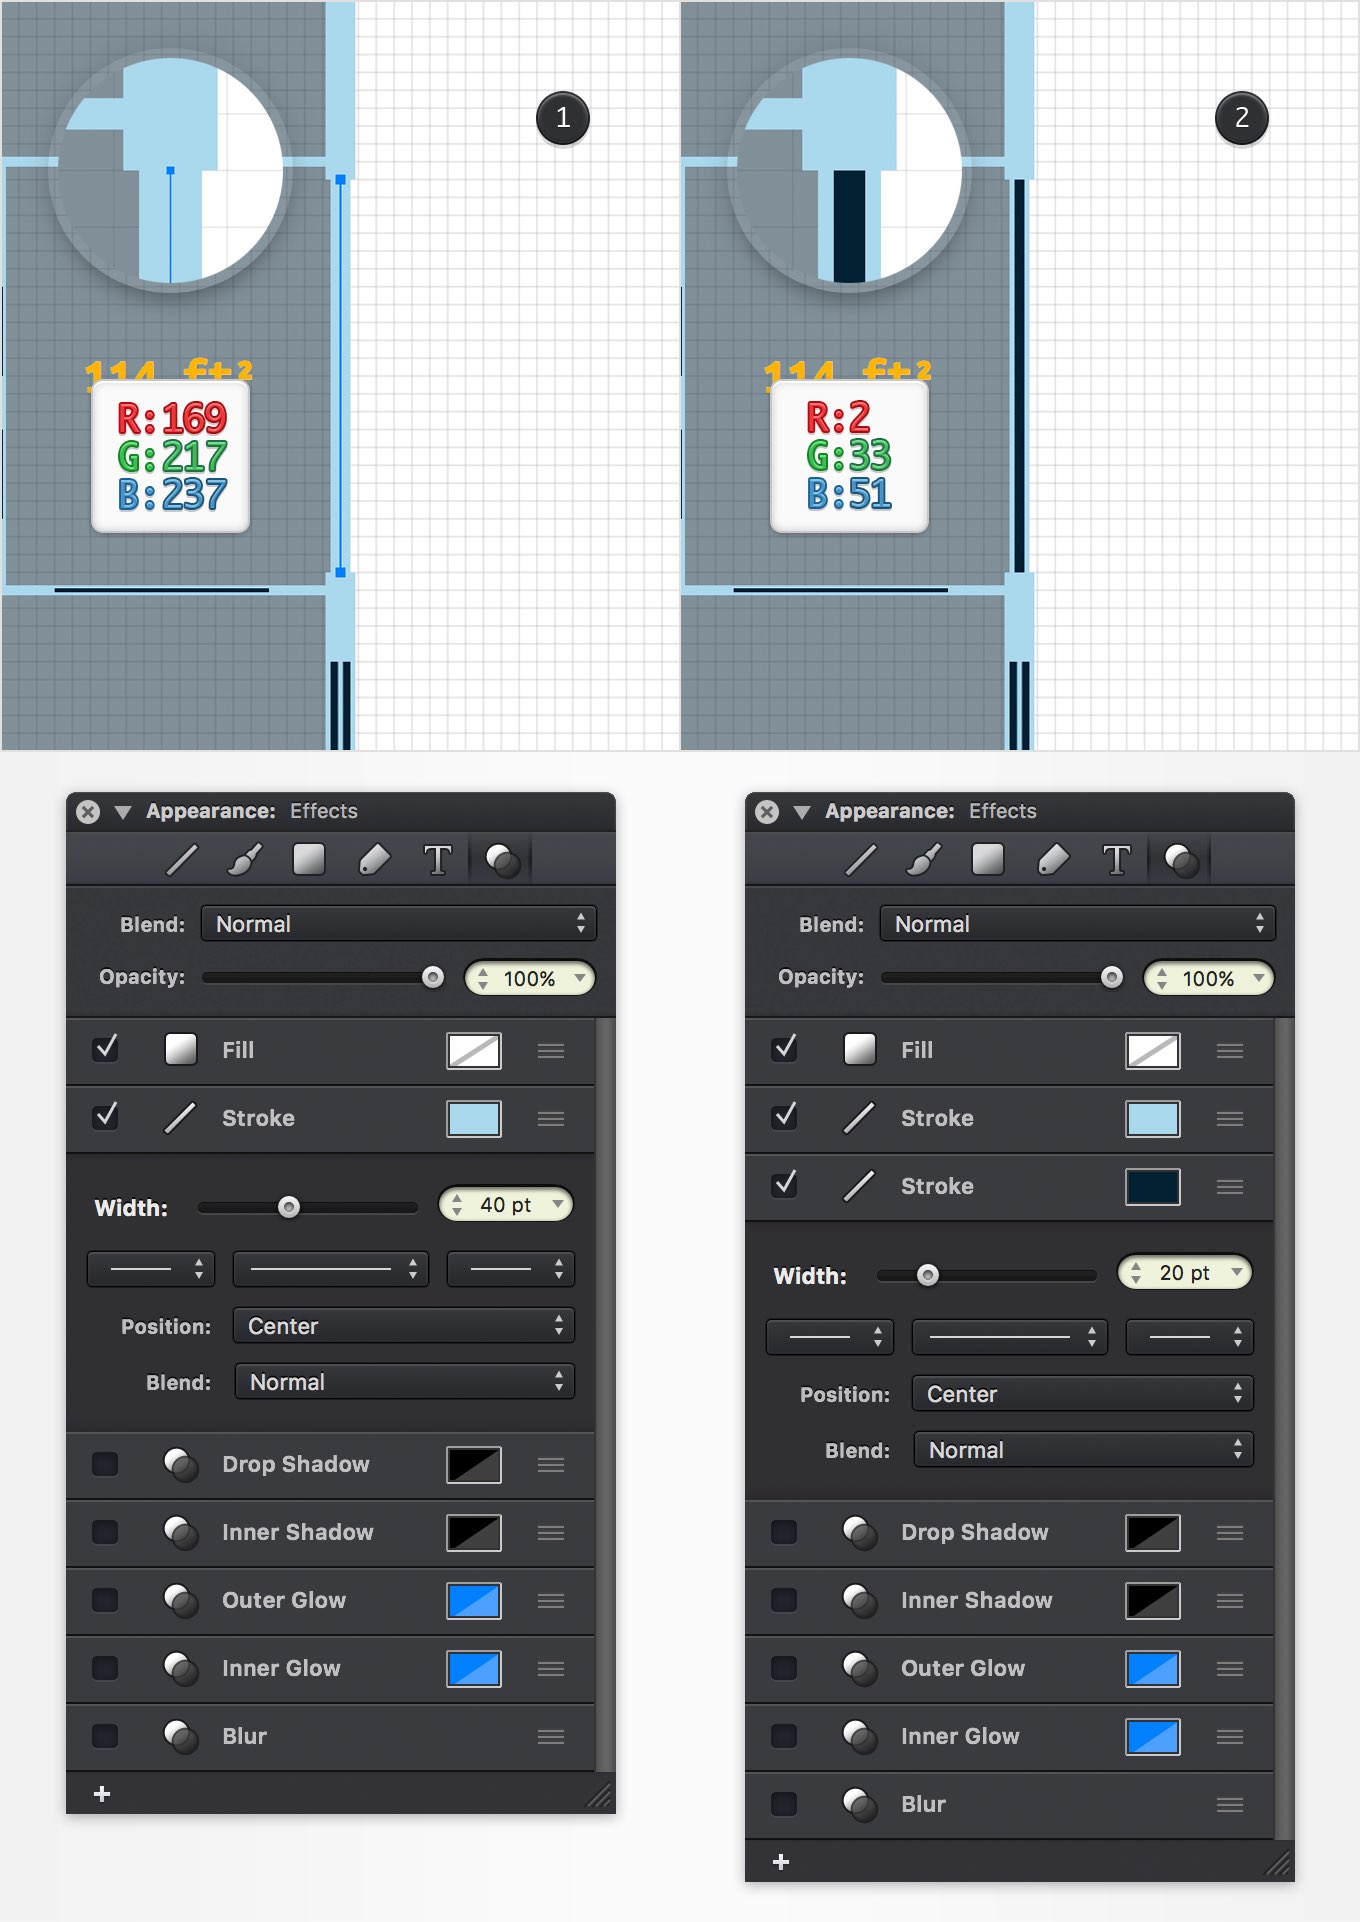 1
114 ft²
R:169
G:217
B:237
2
114 ft²
R:2
G:33
B:51
Appearance: Effects
T
Blend: Normal
Opacity: 100%
Fill
Stroke
Width: 40 pt
Position: Center
Blend: Normal
Drop Shadow
Inner Shadow
Outer Glow
Inner Glow
Blur
+
Appearance: Effects
T
Blend: Normal
Opacity: 100%
Fill
Stroke
Stroke
Width: 20 pt
Position: Center
Blend: Normal
Drop Shadow
Inner Shadow
Outer Glow
Inner Glow
Blur
+